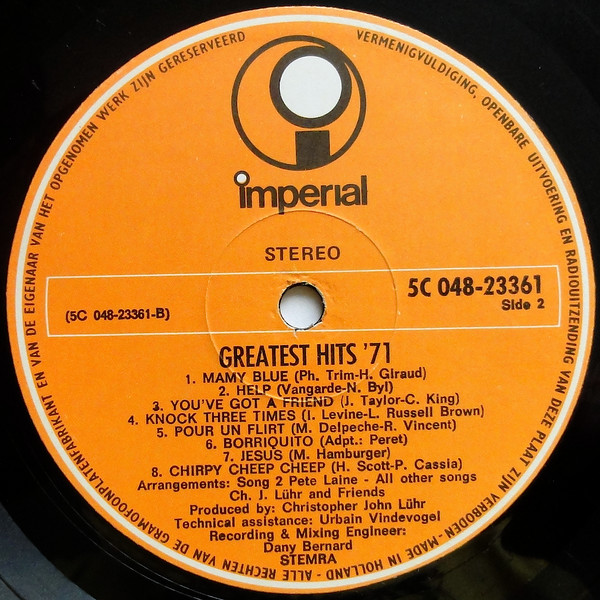 imperial
STEREO
5C 048-23361
Side 2
(5C 048-23361-B)
GREATEST HITS '71
1. MAMY BLUE (Ph. Trim-H. Giraud)
2. HELP (Vangarde-N. Byl)
3. YOU'VE GOT A FRIEND (J. Taylor-C. King)
4. KNOCK THREE TIMES (I. Levine-L. Russell Brown)
5. POUR UN FLIRT (M. Delpeche-R. Vincent)
6. BORRIQUITO (Adpt.: Peret)
7. JESUS (M. Hamburger)
8. CHIRPY CHEEP CHEEP (H. Scott-P. Cassia)
Arrangements: Song 2 Pete Laine - All other songs
Ch. J. Lühr and Friends
Produced by: Christopher John Lühr
Technical assistance: Urbain Vindevogel
Recording & Mixing Engineer:
Dany Bernard
STEMRA
MADE IN HOLLAND - ALLE RECHTEN VAN DE GRAMOFOONPLATENFABRIKANT EN VAN DE EIGENAAR VAN HET OPGENOMEN WERK ZIJN GERESERVEERD
VERMENIGVULDIGING, OPENBARE UITVOERING EN RADIOUITZENDING VAN DEZE PLAAT ZIJN VERBODEN-